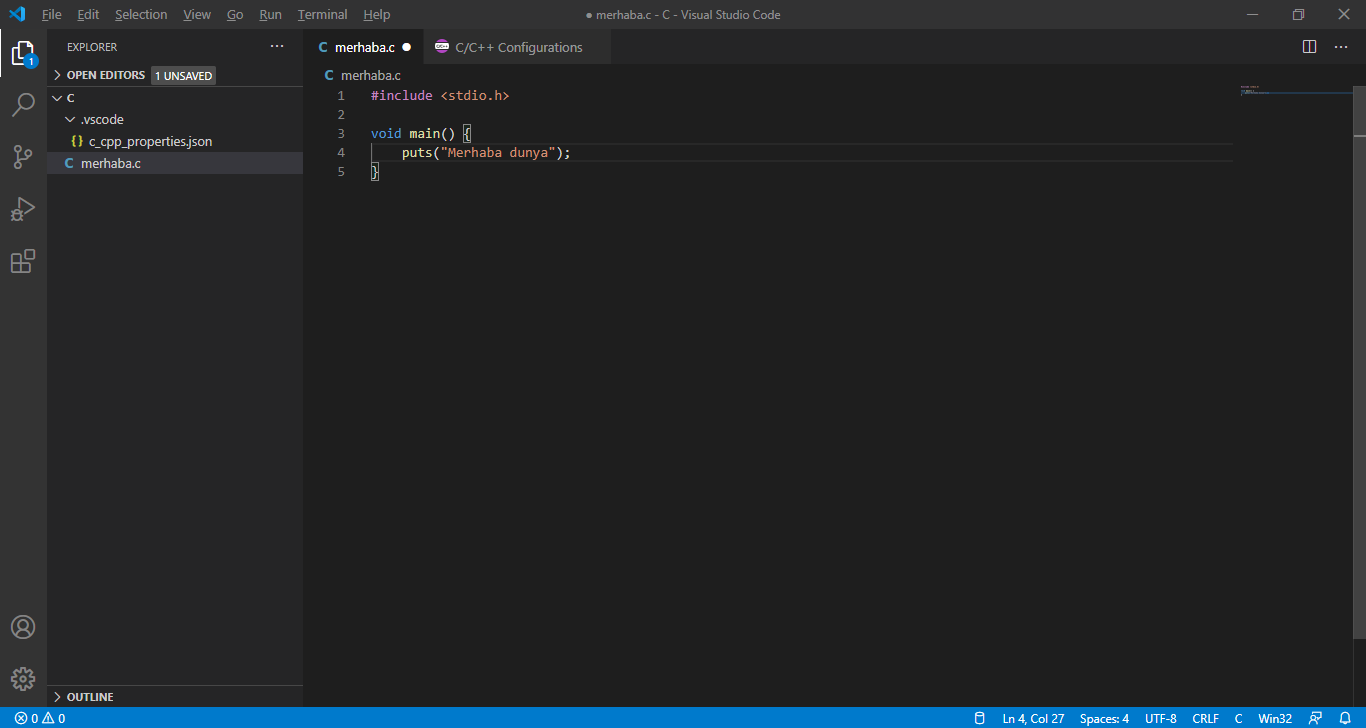 File Edit Selection View Go Run Terminal Help
● merhaba.c - C - Visual Studio Code
EXPLORER ...
C merhaba.c ●
C/C++ Configurations
1
OPEN EDITORS 1 UNSAVED
C
.vscode
{} c_cpp_properties.json
C merhaba.c
C merhaba.c
1 #include <stdio.h>
2
3 void main() {
4     puts("Merhaba dunya");
5 }
OUTLINE
0 0
Ln 4, Col 27 Spaces: 4 UTF-8 CRLF C Win32